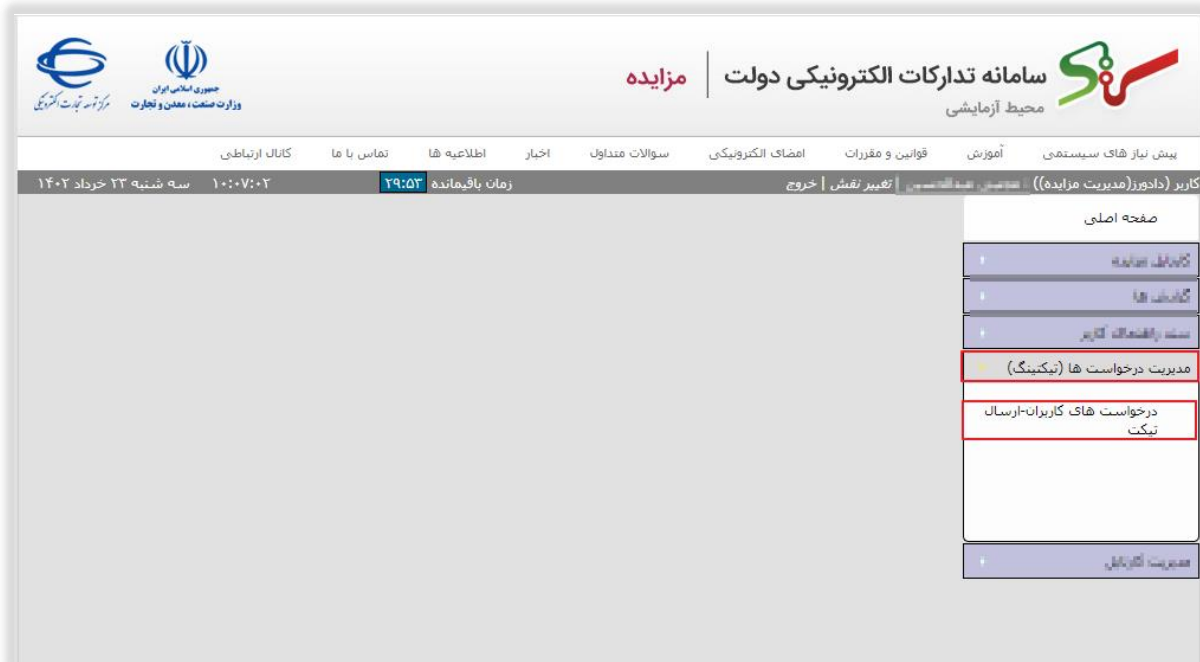 سامانه تدارکات الکترونیکی دولت | مزایده
محیط آزمایشی
جمهوری اسلامی ایران
وزارت صنعت، معدن و تجارت
مرکز توسعه تجارت الکترونیکی
پیش نیاز های سیستمی آموزش قوانین و مقررات امضای الکترونیکی سوالات متداول اخبار اطلاعیه ها تماس با ما کانال ارتباطی
کاربر (دادورز(مدیریت مزایده)) | تغییر نقش | خروج زمان باقیمانده ۲۹:۵۳ ۱۰:۰۷:۰۲ سه شنبه ۲۳ خرداد ۱۴۰۲
صفحه اصلی
مدیریت درخواست ها (تیکتینگ)
درخواست های کاربران-ارسال
تیکت